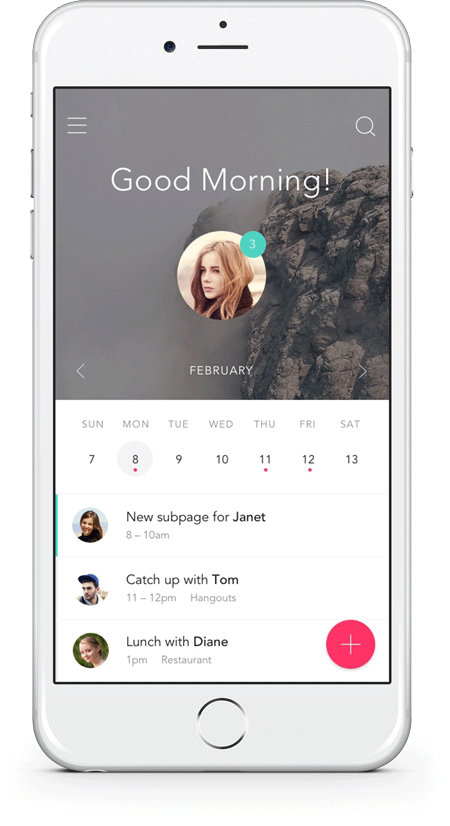 Good Morning!
3
FEBRUARY
SUN MON TUE WED THU FRI SAT
7 8 9 10 11 12 13
New subpage for Janet
8 – 10am
Catch up with Tom
11 – 12pm Hangouts
Lunch with Diane
1pm Restaurant